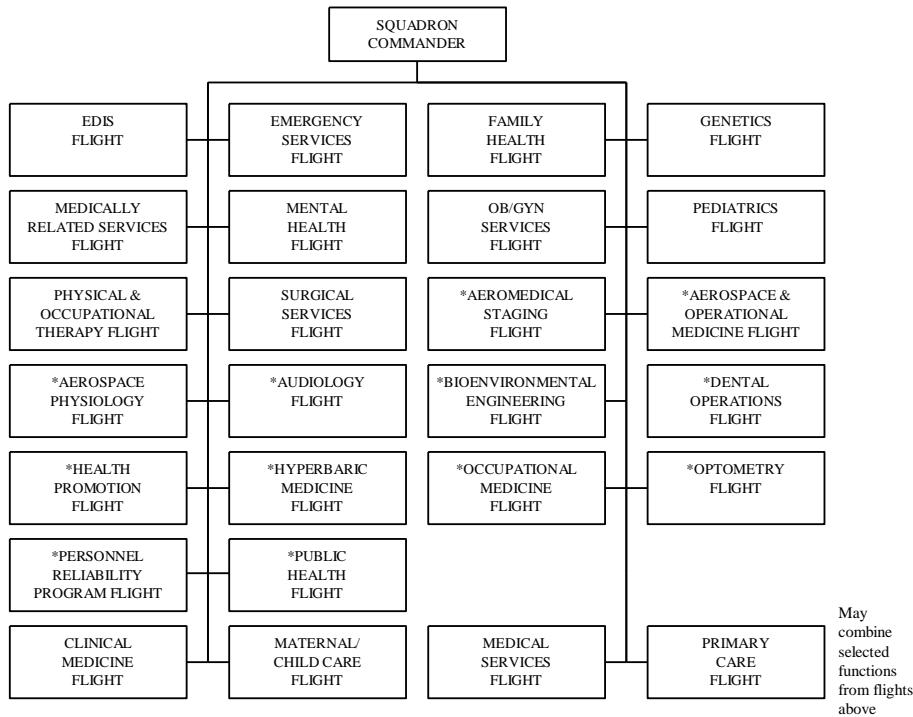 SQUADRON
COMMANDER
EDIS
FLIGHT
EMERGENCY
SERVICES
FLIGHT
FAMILY
HEALTH
FLIGHT
GENETICS
FLIGHT
MEDICALLY
RELATED SERVICES
FLIGHT
MENTAL
HEALTH
FLIGHT
OB/GYN
SERVICES
FLIGHT
PEDIATRICS
FLIGHT
PHYSICAL &
OCCUPATIONAL
THERAPY FLIGHT
SURGICAL
SERVICES
FLIGHT
*AEROMEDICAL
STAGING
FLIGHT
*AEROSPACE &
OPERATIONAL
MEDICINE FLIGHT
*AEROSPACE
PHYSIOLOGY
FLIGHT
*AUDIOLOGY
FLIGHT
*BIOENVIRONMENTAL
ENGINEERING
FLIGHT
*DENTAL
OPERATIONS
FLIGHT
*HEALTH
PROMOTION
FLIGHT
*HYPERBARIC
MEDICINE
FLIGHT
*OCCUPATIONAL
MEDICINE
FLIGHT
*OPTOMETRY
FLIGHT
*PERSONNEL
RELIABILITY
PROGRAM FLIGHT
*PUBLIC
HEALTH
FLIGHT
CLINICAL
MEDICINE
FLIGHT
MATERNAL/
CHILD CARE
FLIGHT
MEDICAL
SERVICES
FLIGHT
PRIMARY
CARE
FLIGHT
May
combine
selected
functions
from flights
above